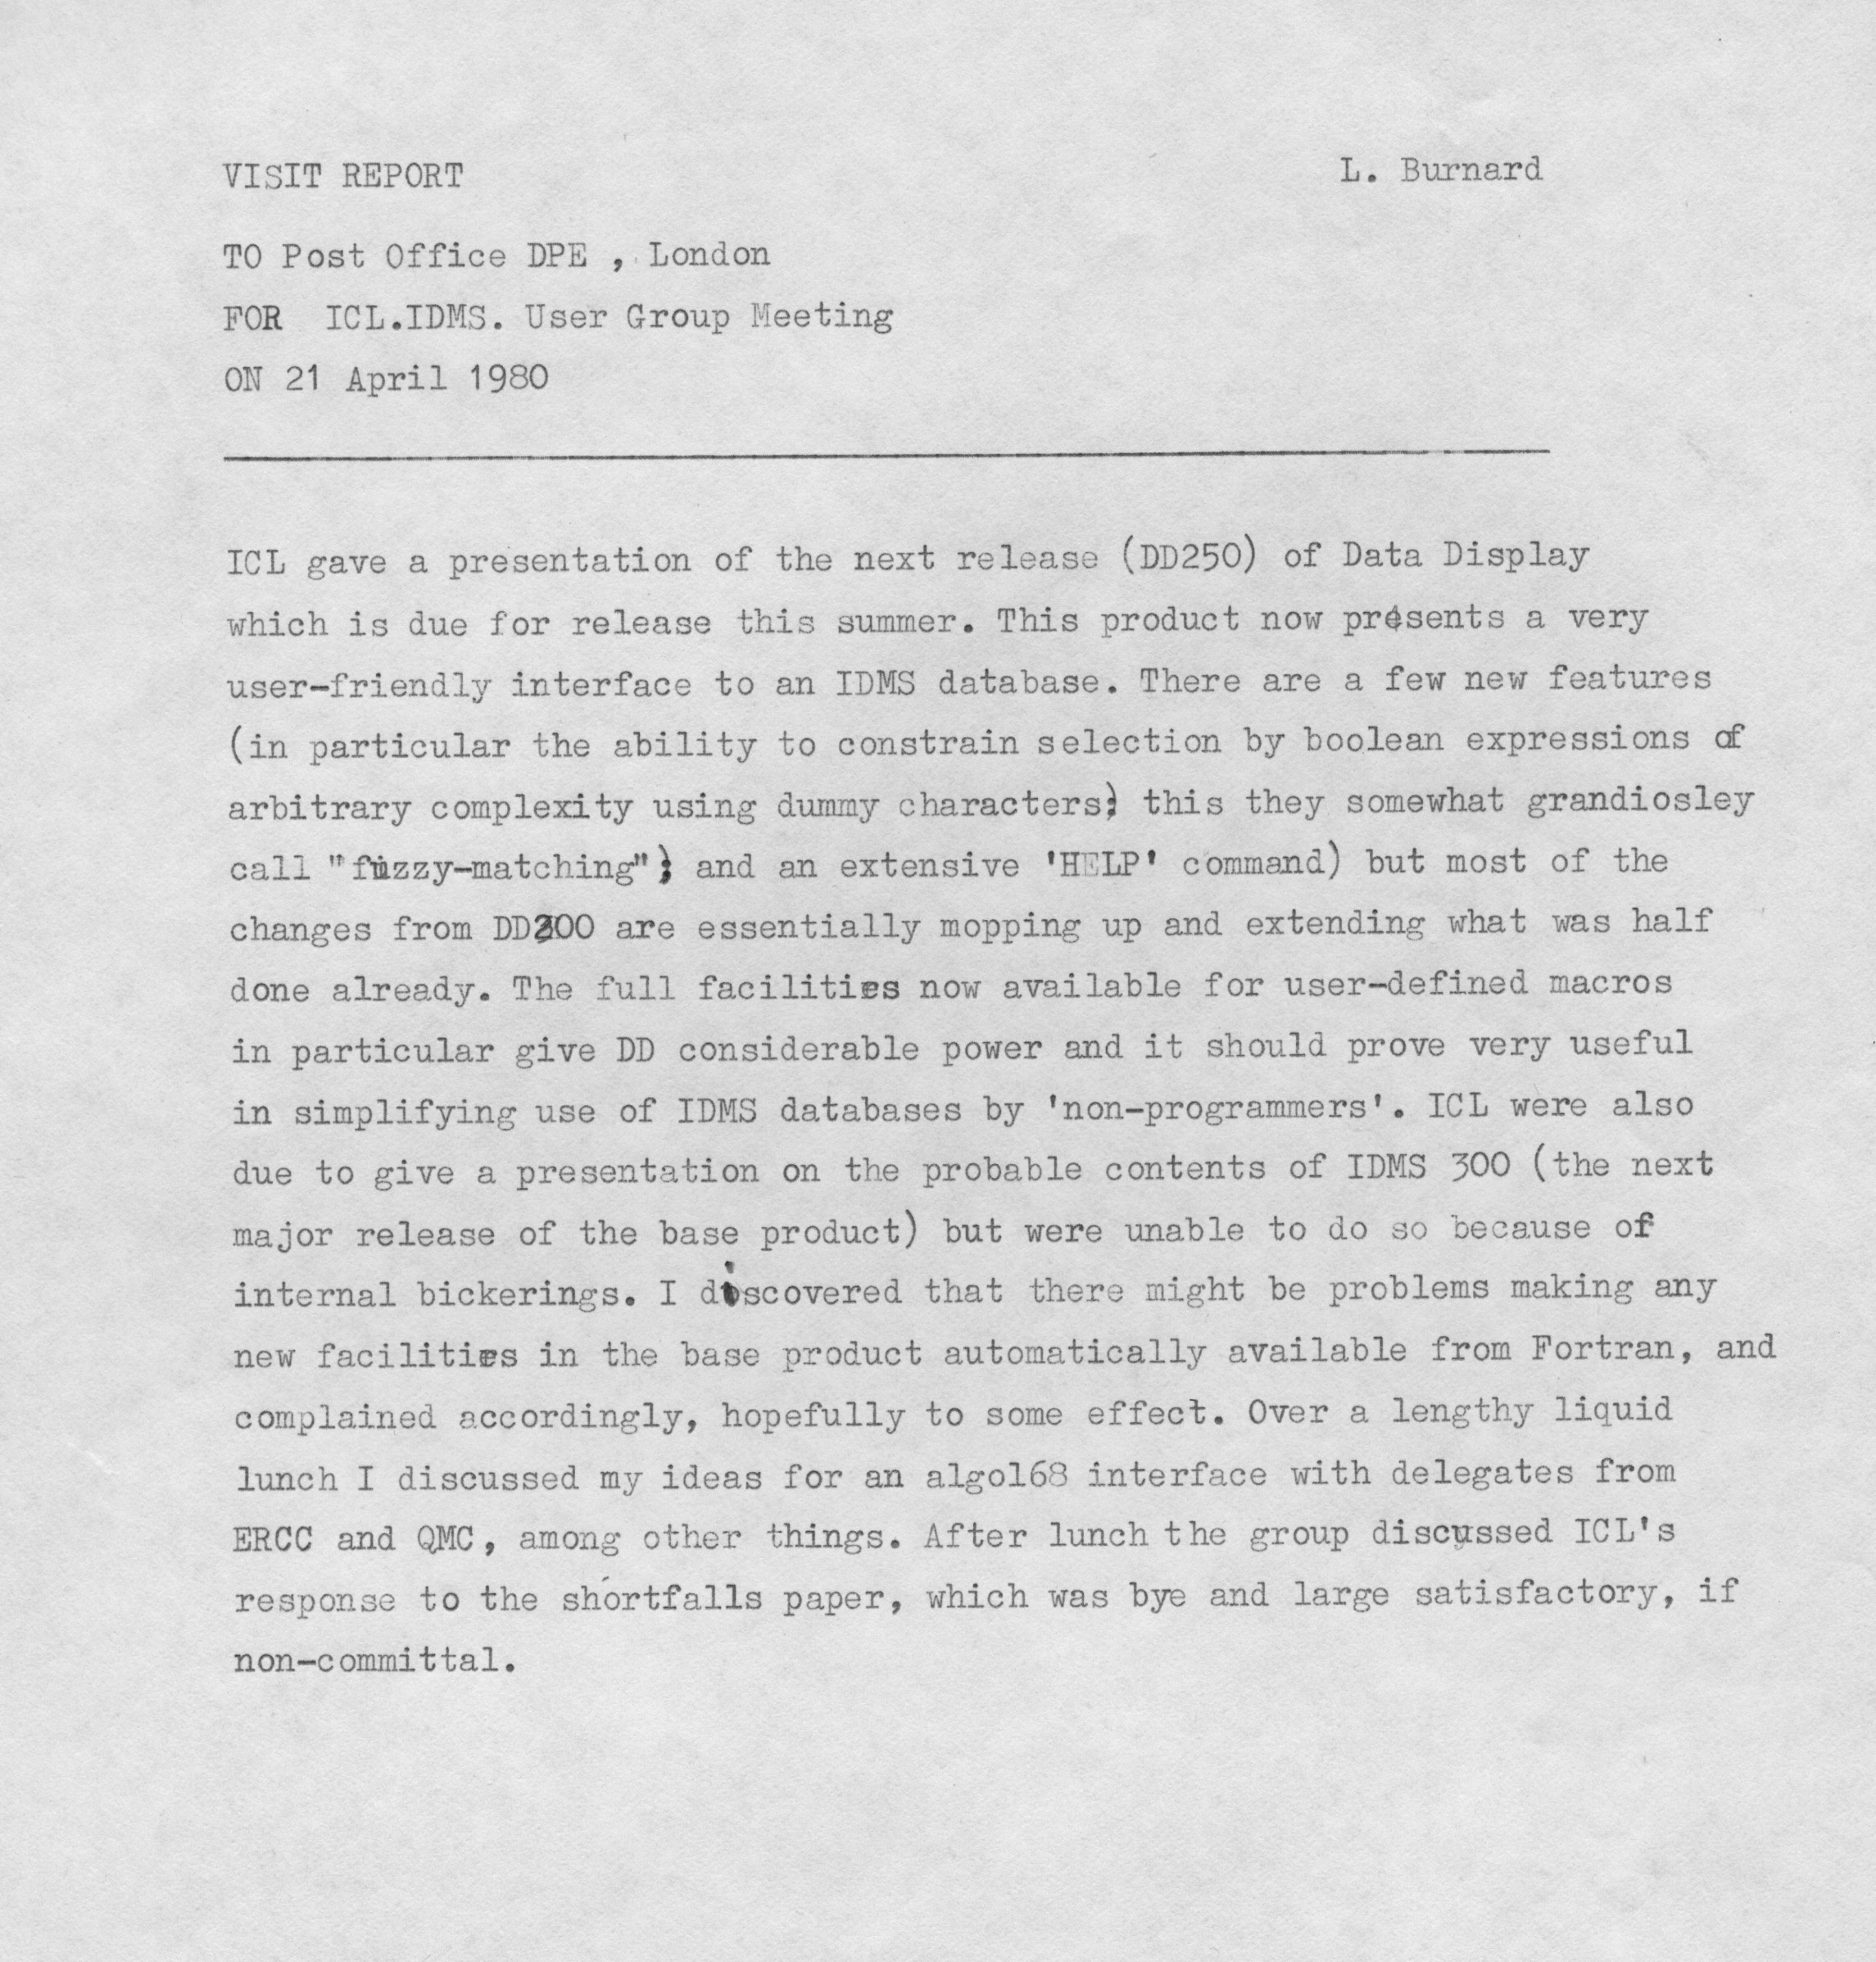 VISIT REPORT L. Burnard
TO Post Office DPE , London
FOR ICL.IDMS. User Group Meeting
ON 21 April 1980
ICL gave a presentation of the next release (DD250) of Data Display
which is due for release this summer. This product now presents a very
user-friendly interface to an IDMS database. There are a few new features
(in particular the ability to constrain selection by boolean expressions of
arbitrary complexity using dummy characters; this they somewhat grandiosley
call "fuzzy-matching"; and an extensive 'HELP' command) but most of the
changes from DD200 are essentially mopping up and extending what was half
done already. The full facilities now available for user-defined macros
in particular give DD considerable power and it should prove very useful
in simplifying use of IDMS databases by 'non-programmers'. ICL were also
due to give a presentation on the probable contents of IDMS 300 (the next
major release of the base product) but were unable to do so because of
internal bickerings. I discovered that there might be problems making any
new facilities in the base product automatically available from Fortran, and
complained accordingly, hopefully to some effect. Over a lengthy liquid
lunch I discussed my ideas for an algol68 interface with delegates from
ERCC and QMC, among other things. After lunch the group discussed ICL's
response to the shortfalls paper, which was bye and large satisfactory, if
non-committal.